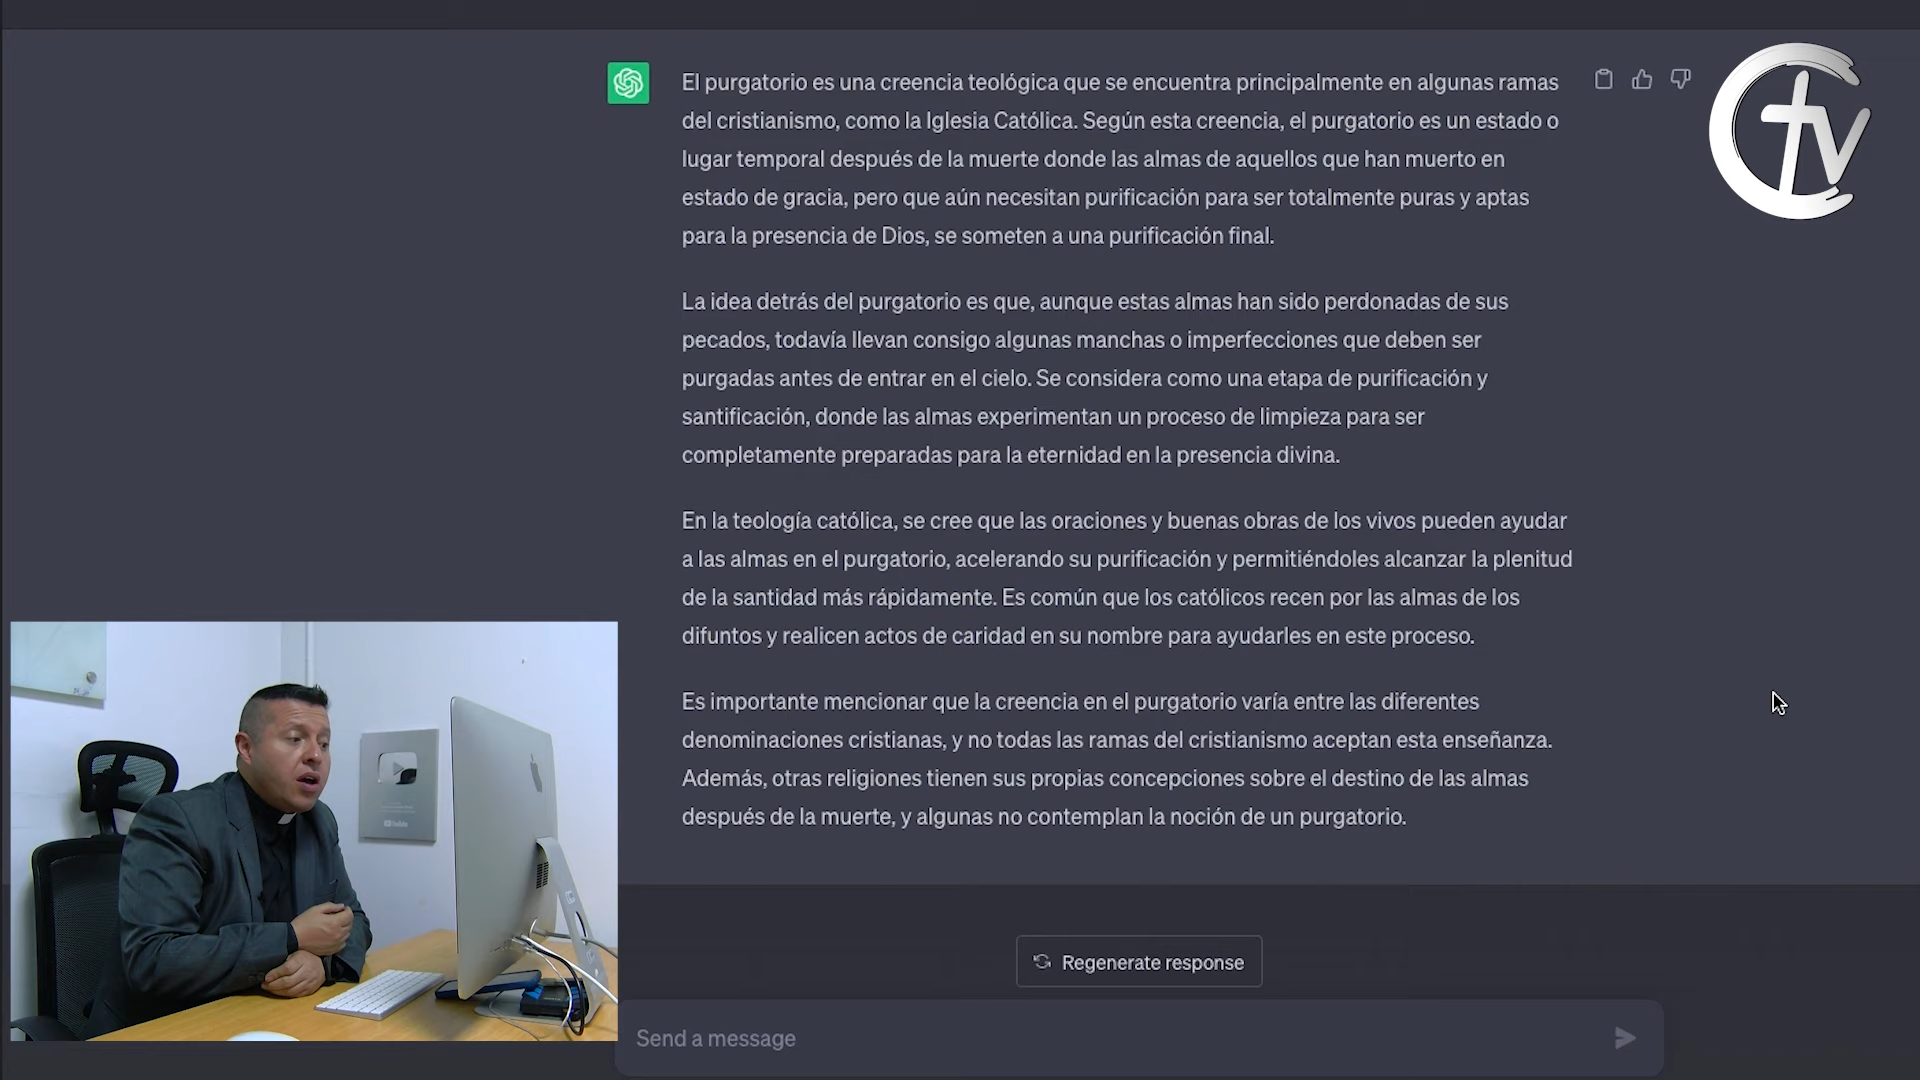 El purgatorio es una creencia teológica que se encuentra principalmente en algunas ramas
del cristianismo, como la Iglesia Católica. Según esta creencia, el purgatorio es un estado o
lugar temporal después de la muerte donde las almas de aquellos que han muerto en
estado de gracia, pero que aún necesitan purificación para ser totalmente puras y aptas
para la presencia de Dios, se someten a una purificación final.
La idea detrás del purgatorio es que, aunque estas almas han sido perdonadas de sus
pecados, todavía llevan consigo algunas manchas o imperfecciones que deben ser
purgadas antes de entrar en el cielo. Se considera como una etapa de purificación y
santificación, donde las almas experimentan un proceso de limpieza para ser
completamente preparadas para la eternidad en la presencia divina.
En la teología católica, se cree que las oraciones y buenas obras de los vivos pueden ayudar
a las almas en el purgatorio, acelerando su purificación y permitiéndoles alcanzar la plenitud
de la santidad más rápidamente. Es común que los católicos recen por las almas de los
difuntos y realicen actos de caridad en su nombre para ayudarles en este proceso.
Es importante mencionar que la creencia en el purgatorio varía entre las diferentes
denominaciones cristianas, y no todas las ramas del cristianismo aceptan esta enseñanza.
Además, otras religiones tienen sus propias concepciones sobre el destino de las almas
después de la muerte, y algunas no contemplan la noción de un purgatorio.
Regenerate response
Send a message
CTV